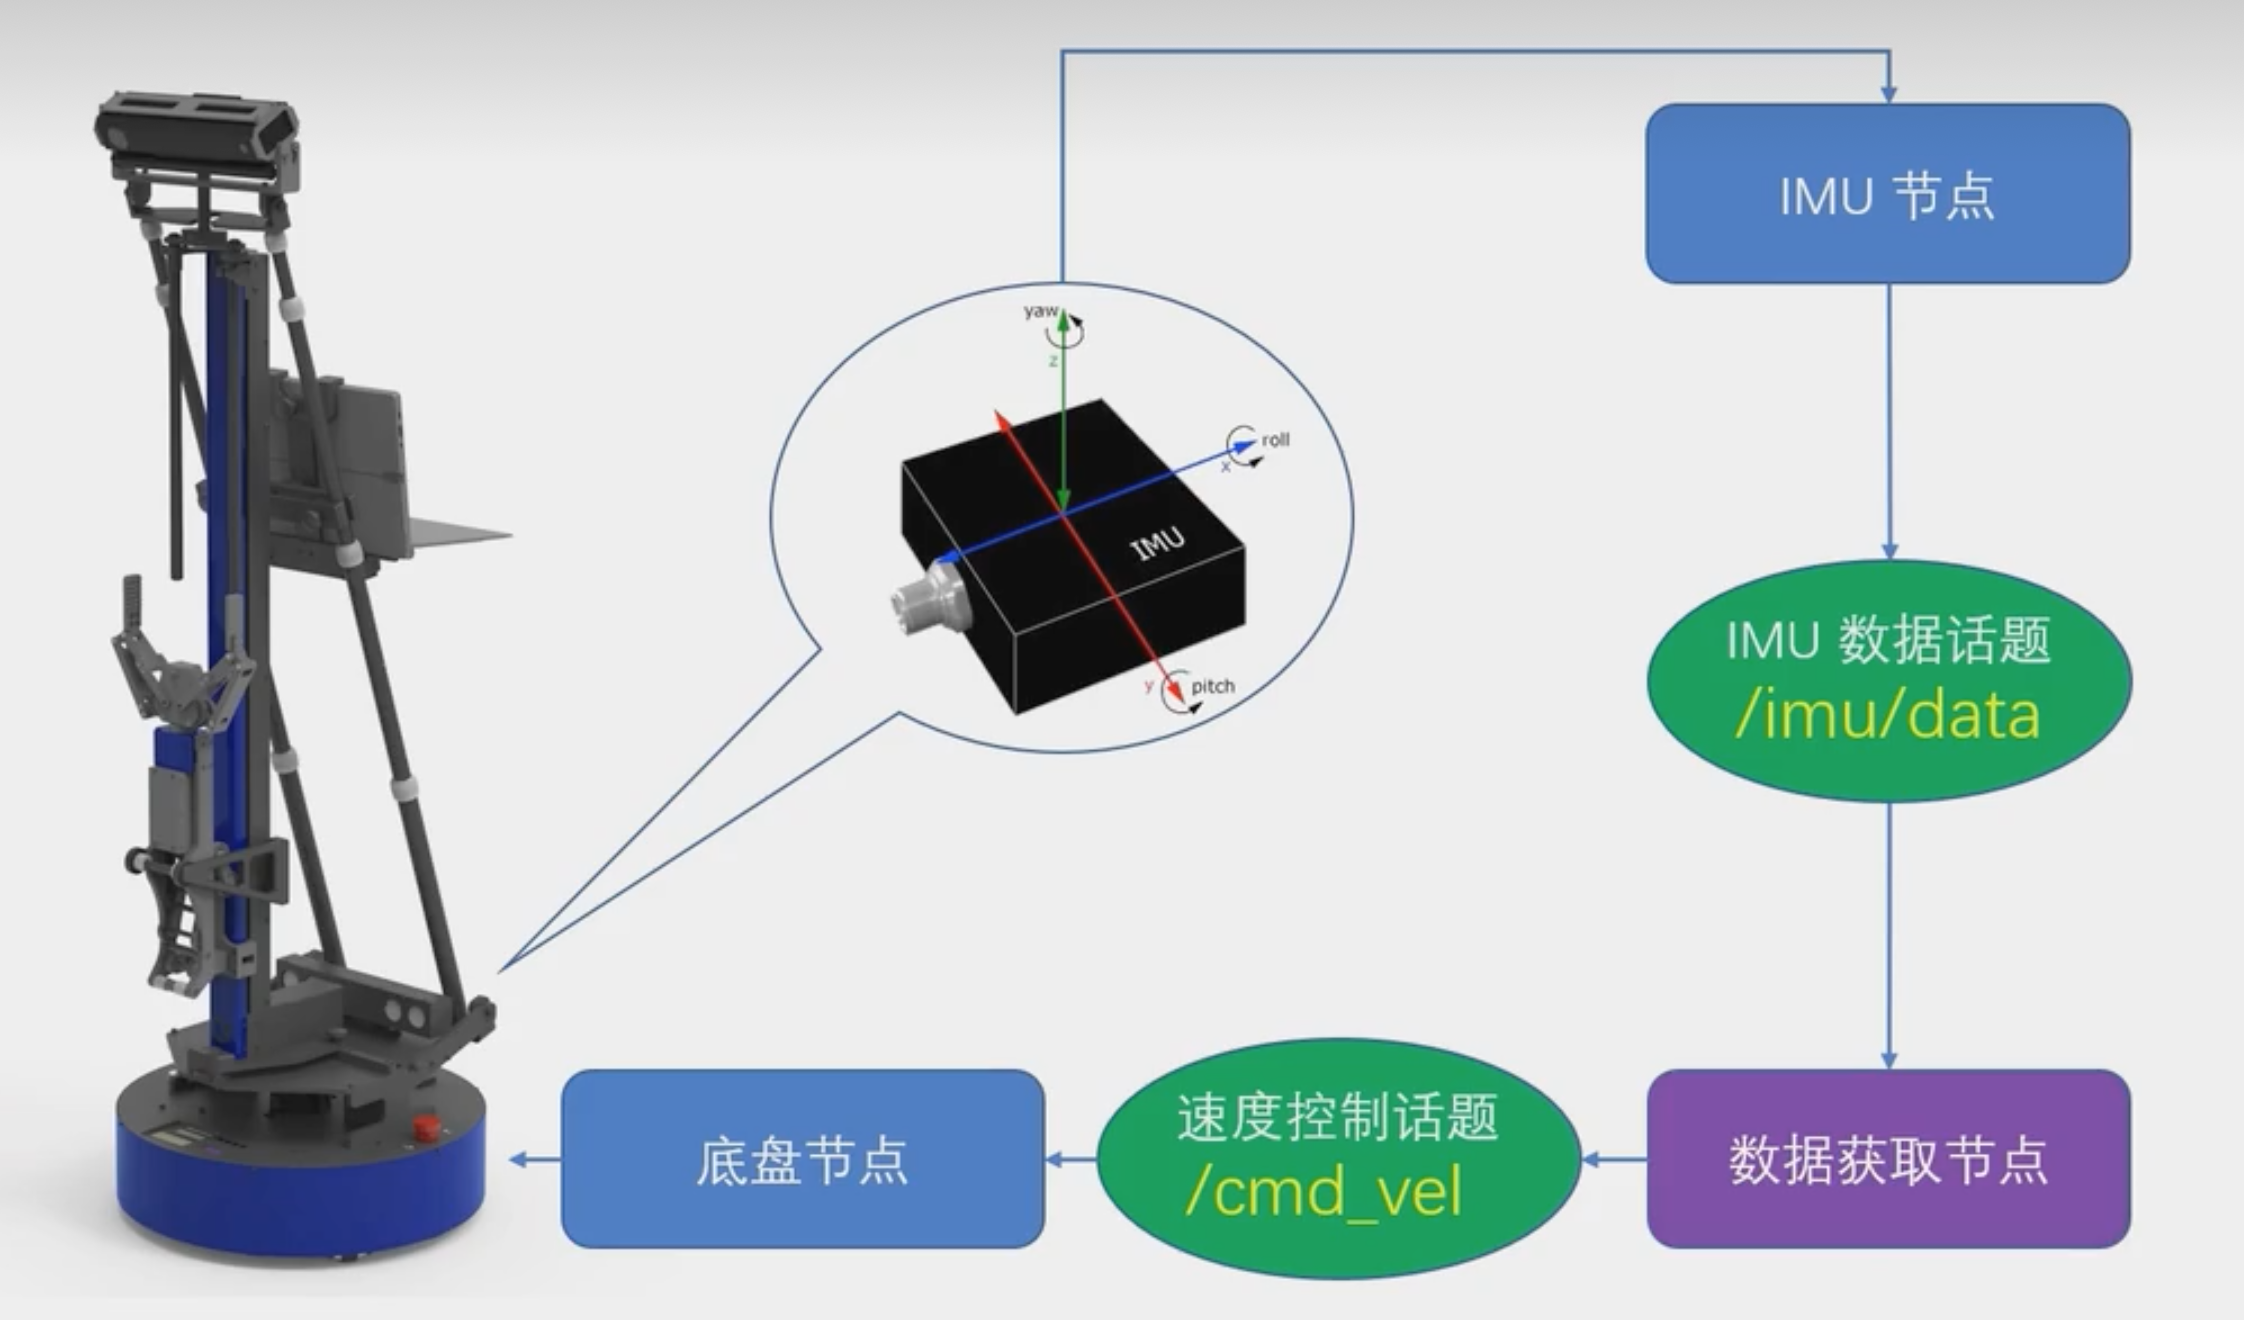 IMU 节点
yaw
z
roll
x
IMU
y
pitch
IMU 数据话题
/imu/data
数据获取节点
速度控制话题
/cmd_vel
底盘节点